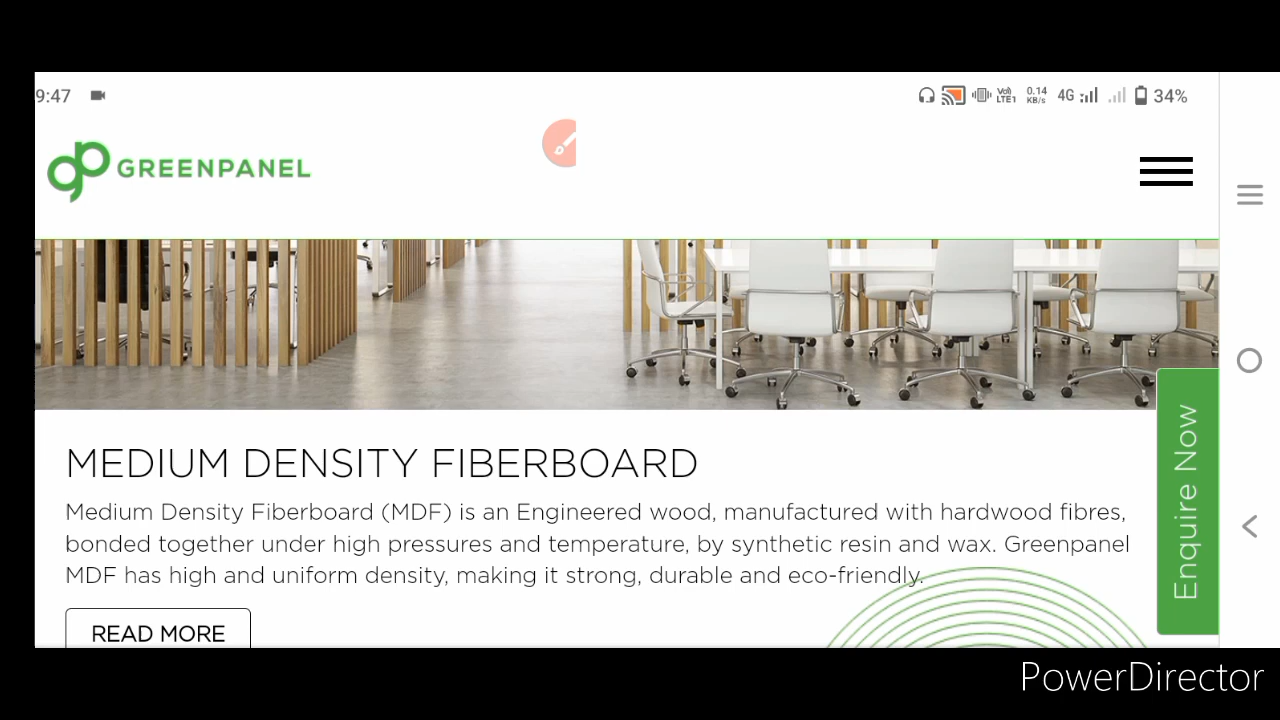 9:47
Vo) LTE1 0.14 KB/s 4G 34%
GREENPANEL
MEDIUM DENSITY FIBERBOARD
Medium Density Fiberboard (MDF) is an Engineered wood, manufactured with hardwood fibres,
bonded together under high pressures and temperature, by synthetic resin and wax. Greenpanel
MDF has high and uniform density, making it strong, durable and eco-friendly.
READ MORE
Enquire Now
PowerDirector